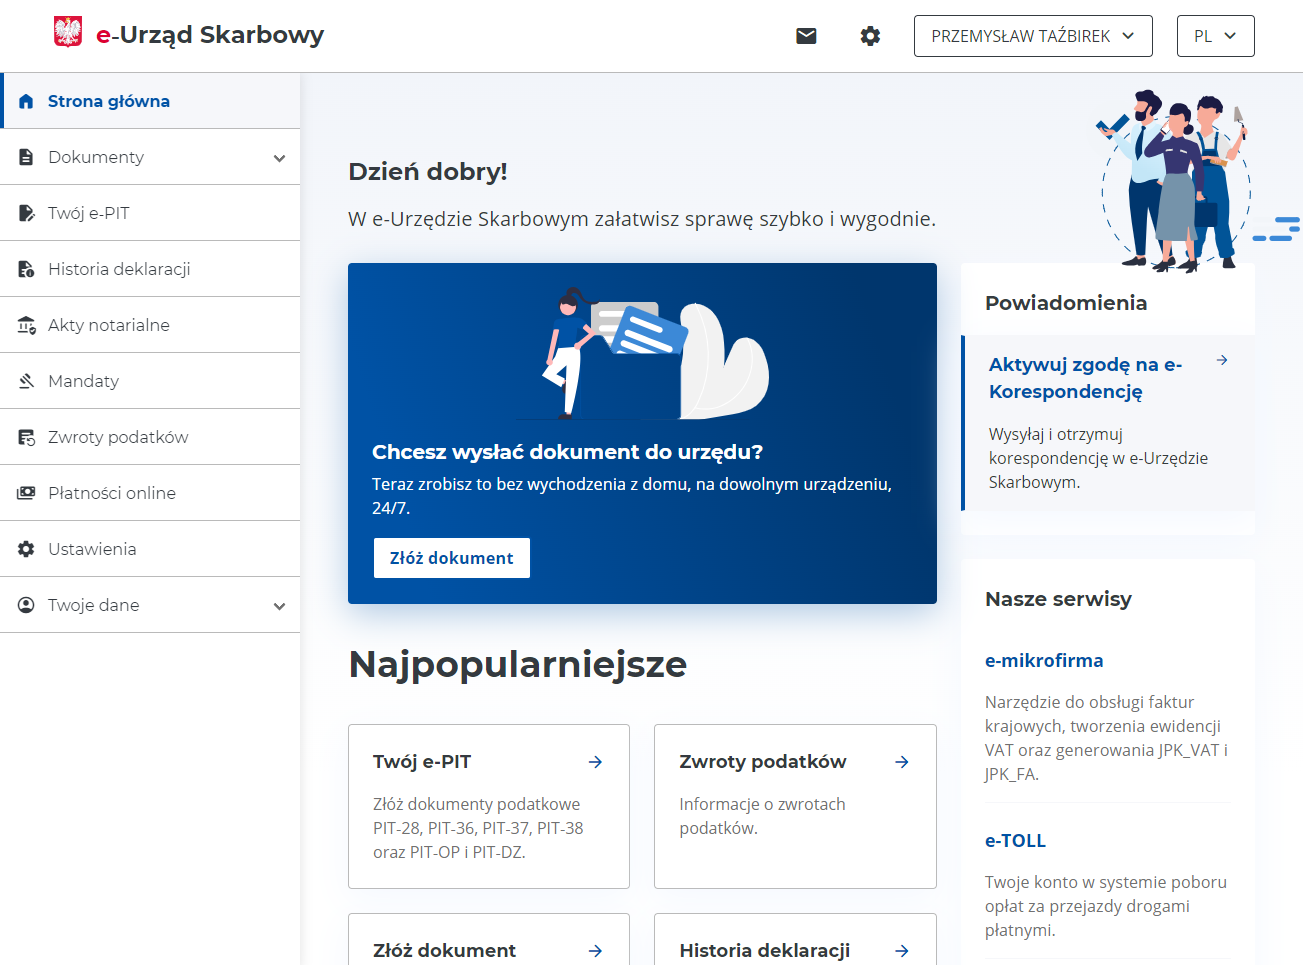 e-Urząd Skarbowy
PRZEMYSŁAW TAŹBIREK
PL
Strona główna
Dokumenty
Twój e-PIT
Historia deklaracji
Akty notarialne
Mandaty
Zwroty podatków
Płatności online
Ustawienia
Twoje dane
Dzień dobry!
W e-Urzędzie Skarbowym załatwisz sprawę szybko i wygodnie.
Chcesz wysłać dokument do urzędu?
Teraz zrobisz to bez wychodzenia z domu, na dowolnym urządzeniu,
24/7.
Złóż dokument
Najpopularniejsze
Twój e-PIT
Złóż dokumenty podatkowe
PIT-28, PIT-36, PIT-37, PIT-38
oraz PIT-OP i PIT-DZ.
Zwroty podatków
Informacje o zwrotach
podatków.
Złóż dokument
Historia deklaracji
Powiadomienia
Aktywuj zgodę na e-
Korespondencję
Wysyłaj i otrzymuj
korespondencję w e-Urzędzie
Skarbowym.
Nasze serwisy
e-mikrofirma
Narzędzie do obsługi faktur
krajowych, tworzenia ewidencji
VAT oraz generowania JPK_VAT i
JPK_FA.
e-TOLL
Twoje konto w systemie poboru
opłat za przejazdy drogami
płatnymi.